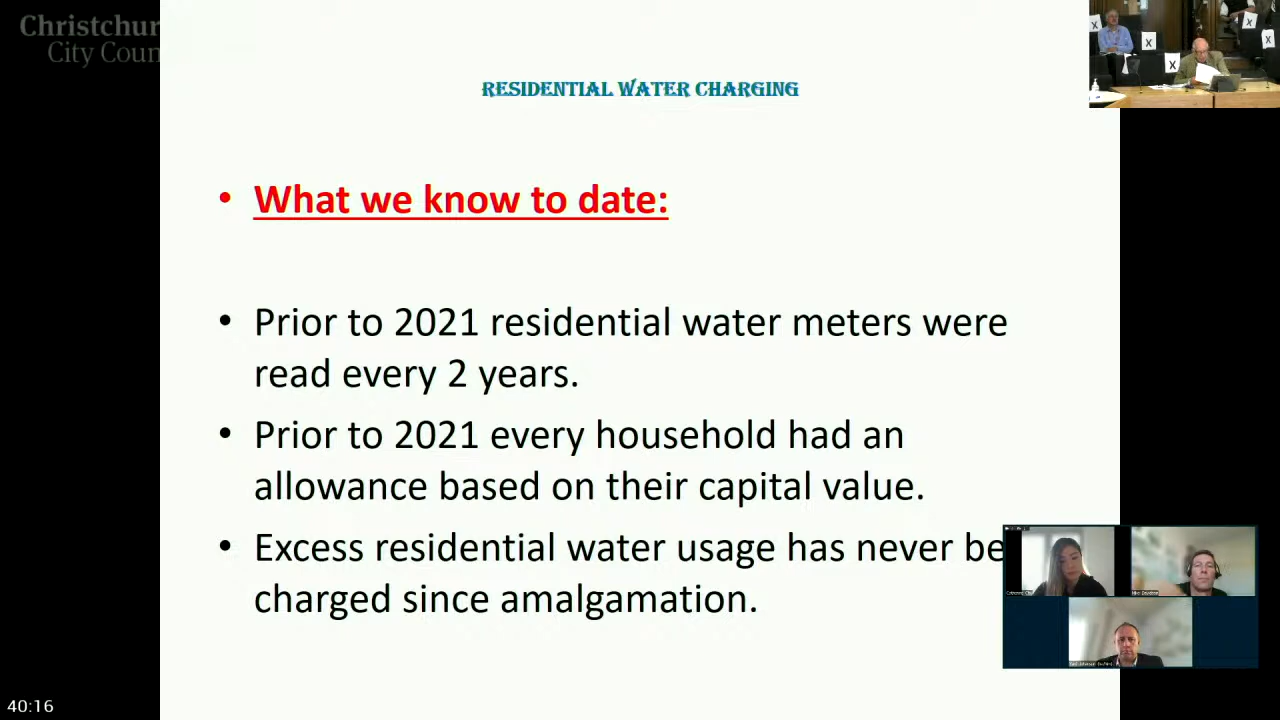 Christchur
City Coun
RESIDENTIAL WATER CHARGING
• What we know to date:
• Prior to 2021 residential water meters were
read every 2 years.
• Prior to 2021 every household had an
allowance based on their capital value.
• Excess residential water usage has never be
charged since amalgamation.
X
X
X
X
X
40:16